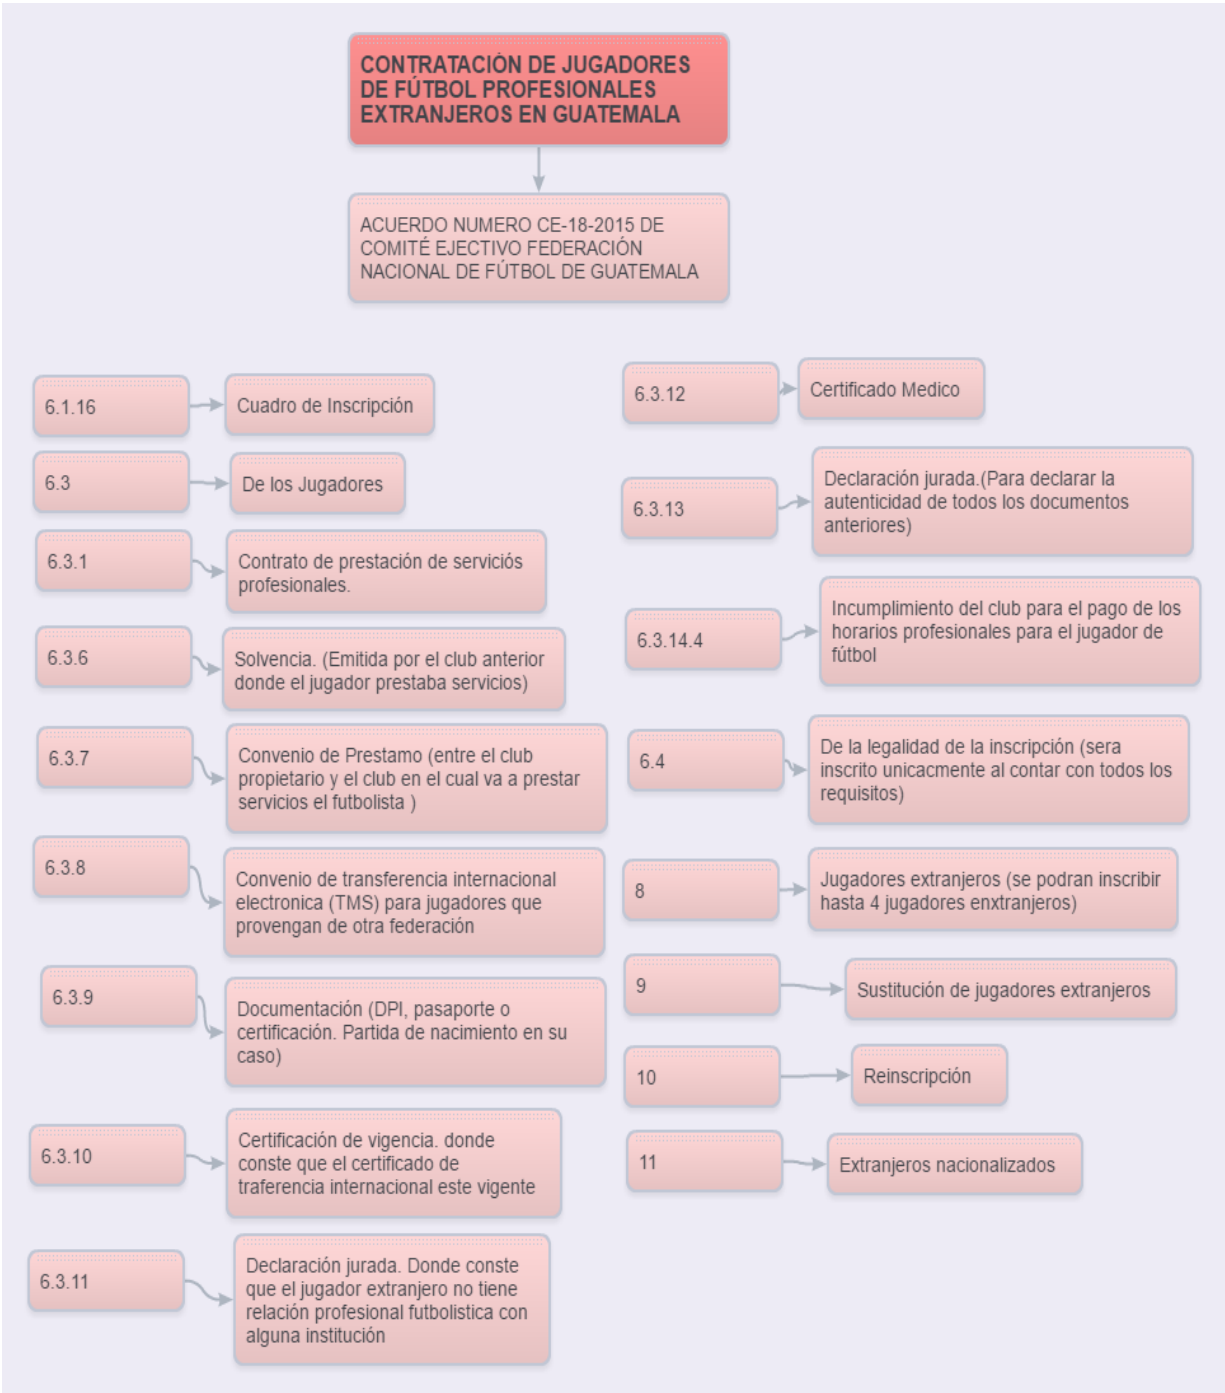 CONTRATACIÓN DE JUGADORES
DE FÚTBOL PROFESIONALES
EXTRANJEROS EN GUATEMALA
ACUERDO NUMERO CE-18-2015 DE
COMITÉ EJECTIVO FEDERACIÓN
NACIONAL DE FÚTBOL DE GUATEMALA
6.1.16
Cuadro de Inscripción
6.3
De los Jugadores
6.3.1
Contrato de prestación de serviciós
profesionales.
6.3.6
Solvencia. (Emitida por el club anterior
donde el jugador prestaba servicios)
6.3.7
Convenio de Prestamo (entre el club
propietario y el club en el cual va a prestar
servicios el futbolista )
6.3.8
Convenio de transferencia internacional
electronica (TMS) para jugadores que
provengan de otra federación
6.3.9
Documentación (DPI, pasaporte o
certificación. Partida de nacimiento en su
caso)
6.3.10
Certificación de vigencia. donde
conste que el certificado de
traferencia internacional este vigente
6.3.11
Declaración jurada. Donde conste
que el jugador extranjero no tiene
relación profesional futbolistica con
alguna institución
6.3.12
Certificado Medico
6.3.13
Declaración jurada.(Para declarar la
autenticidad de todos los documentos
anteriores)
6.3.14.4
Incumplimiento del club para el pago de los
horarios profesionales para el jugador de
fútbol
6.4
De la legalidad de la inscripción (sera
inscrito unicacmente al contar con todos los
requisitos)
8
Jugadores extranjeros (se podran inscribir
hasta 4 jugadores enxtranjeros)
9
Sustitución de jugadores extranjeros
10
Reinscripción
11
Extranjeros nacionalizados